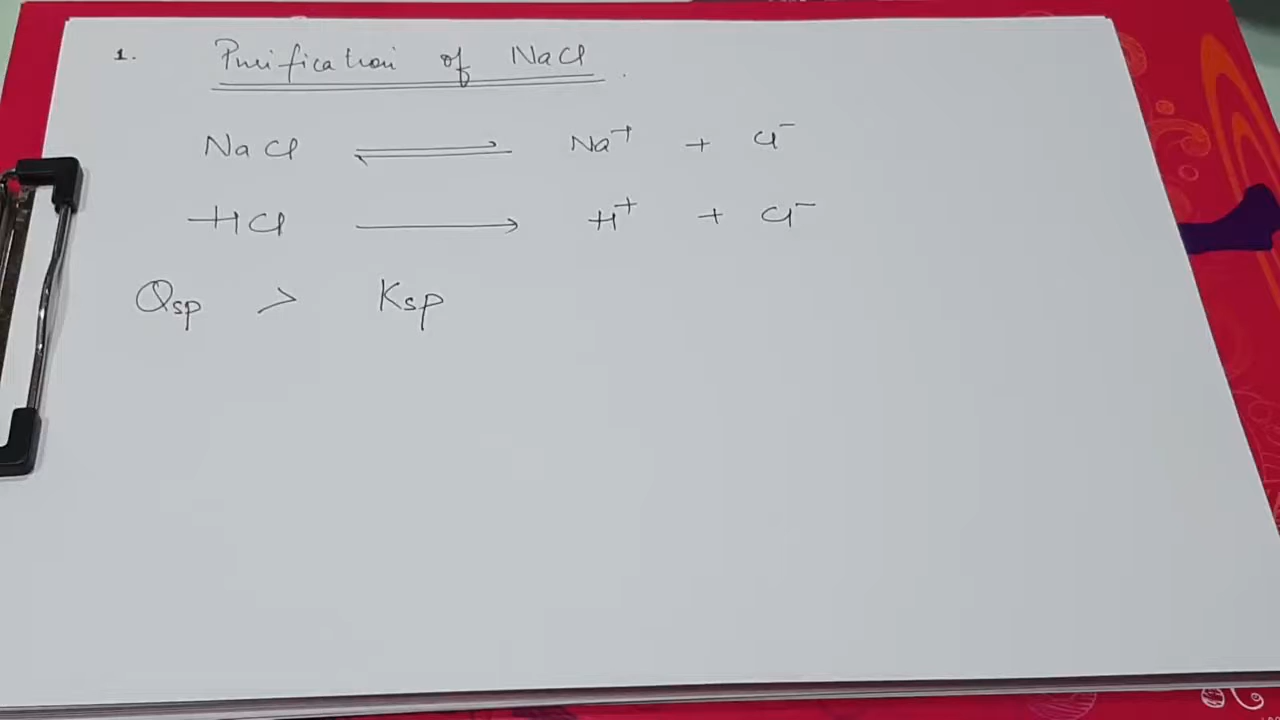 1. Purification of NaCl.
NaCl ⇌ Na⁺ + Cl⁻
HCl ⟶ H⁺ + Cl⁻
Qsp > Ksp